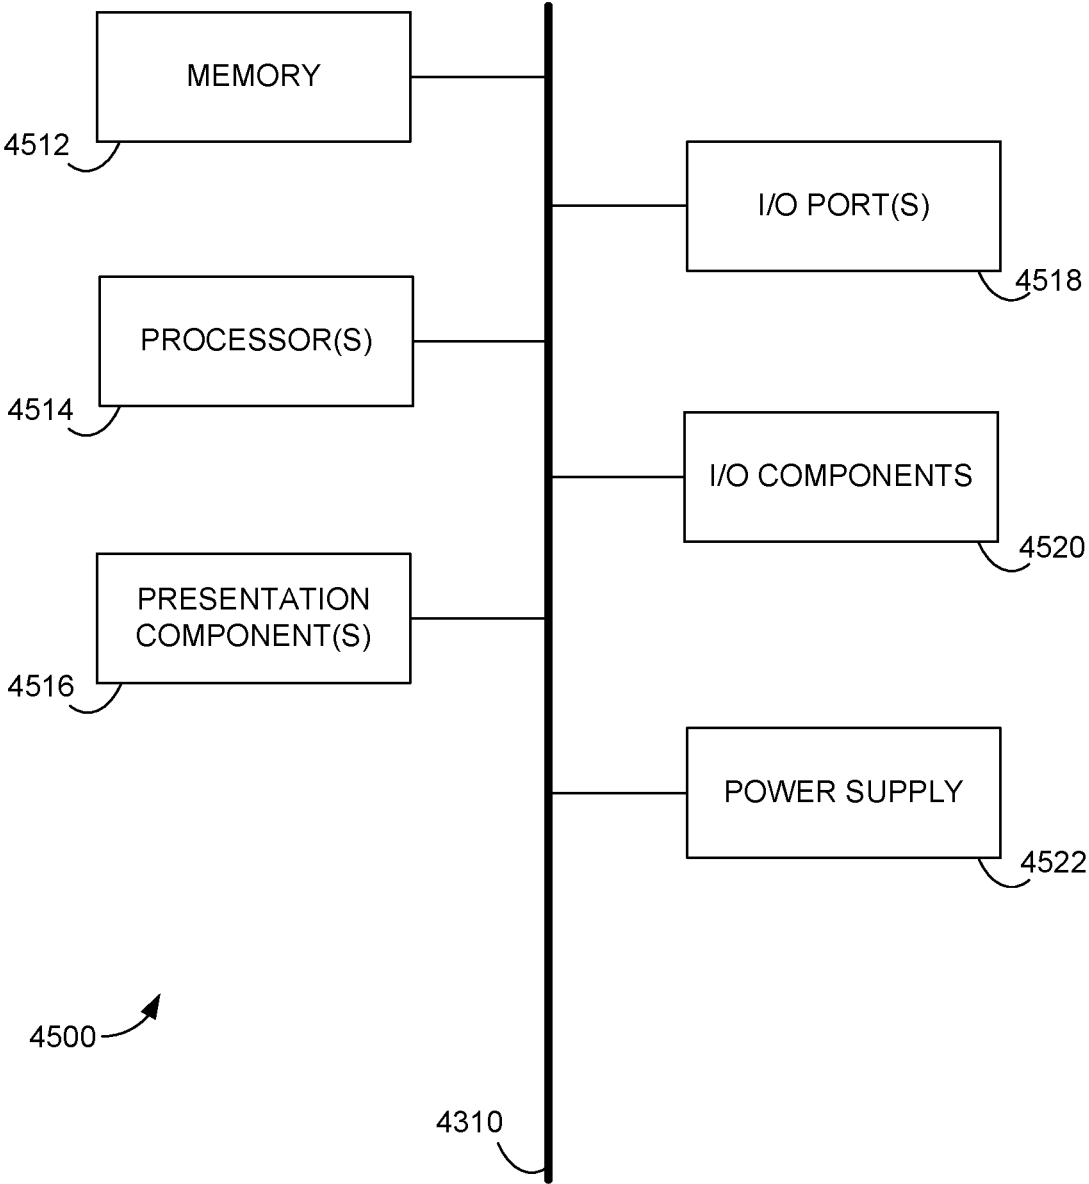 MEMORY
4512
I/O PORT(S)
4518
PROCESSOR(S)
4514
I/O COMPONENTS
4520
PRESENTATION
COMPONENT(S)
4516
POWER SUPPLY
4522
4500
4310